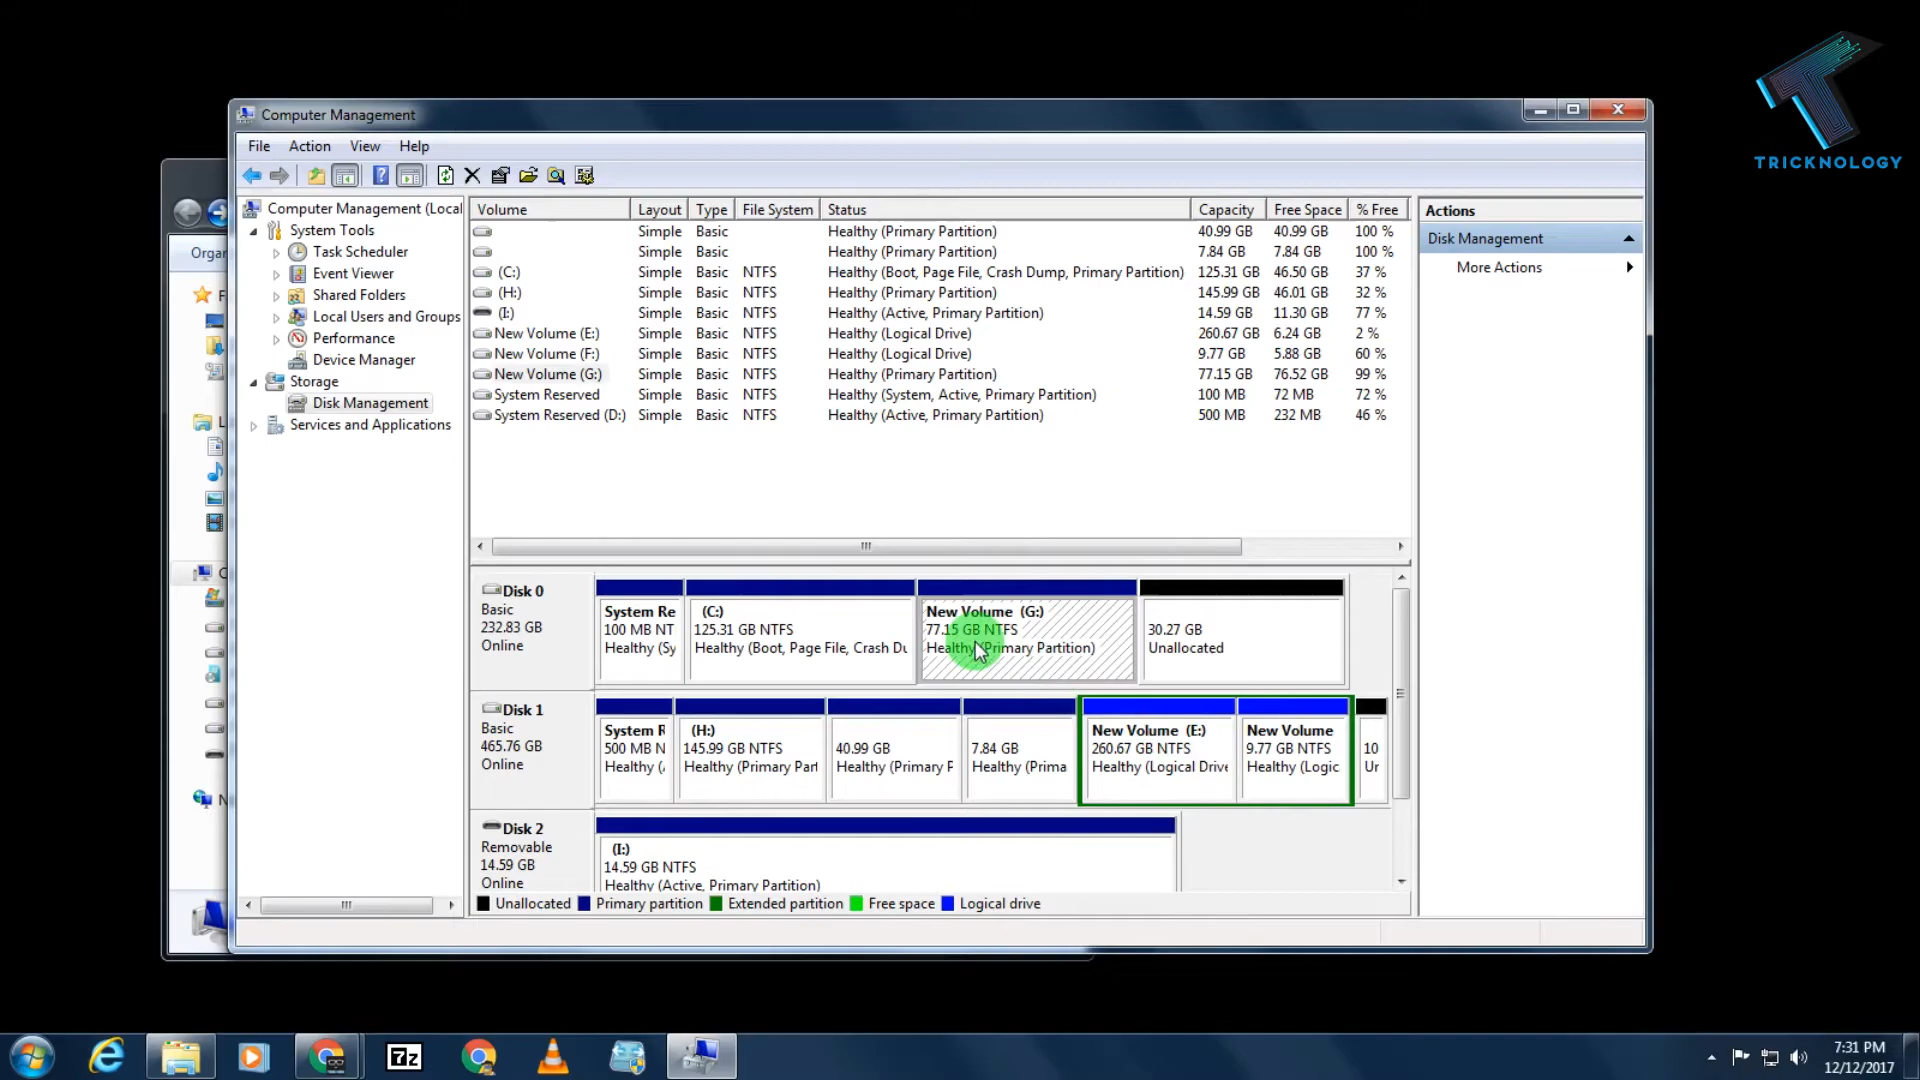 TRICKNOLOGY
Computer Management
File Action View Help
Organ
Computer Management (Local
System Tools
Task Scheduler
Event Viewer
Shared Folders
Local Users and Groups
Performance
Device Manager
Storage
Disk Management
Services and Applications
Volume Layout Type File System Status Capacity Free Space % Free
Simple Basic Healthy (Primary Partition) 40.99 GB 40.99 GB 100 %
Simple Basic Healthy (Primary Partition) 7.84 GB 7.84 GB 100 %
(C:) Simple Basic NTFS Healthy (Boot, Page File, Crash Dump, Primary Partition) 125.31 GB 46.50 GB 37 %
(H:) Simple Basic NTFS Healthy (Primary Partition) 145.99 GB 46.01 GB 32 %
(I:) Simple Basic NTFS Healthy (Active, Primary Partition) 14.59 GB 11.30 GB 77 %
New Volume (E:) Simple Basic NTFS Healthy (Logical Drive) 260.67 GB 6.24 GB 2 %
New Volume (F:) Simple Basic NTFS Healthy (Logical Drive) 9.77 GB 5.88 GB 60 %
New Volume (G:) Simple Basic NTFS Healthy (Primary Partition) 77.15 GB 76.52 GB 99 %
System Reserved Simple Basic NTFS Healthy (System, Active, Primary Partition) 100 MB 72 MB 72 %
System Reserved (D:) Simple Basic NTFS Healthy (Active, Primary Partition) 500 MB 232 MB 46 %
Actions
Disk Management
More Actions
Disk 0
Basic
232.83 GB
Online
System Re
100 MB NT
Healthy (Sy
(C:)
125.31 GB NTFS
Healthy (Boot, Page File, Crash Du
New Volume (G:)
77.15 GB NTFS
Healthy (Primary Partition)
30.27 GB
Unallocated
Disk 1
Basic
465.76 GB
Online
System R
500 MB N
Healthy (
(H:)
145.99 GB NTFS
Healthy (Primary Part
40.99 GB
Healthy (Primary P
7.84 GB
Healthy (Prima
New Volume (E:)
260.67 GB NTFS
Healthy (Logical Drive
New Volume
9.77 GB NTFS
Healthy (Logic
10
Ur
Disk 2
Removable
14.59 GB
Online
(I:)
14.59 GB NTFS
Healthy (Active, Primary Partition)
Unallocated Primary partition Extended partition Free space Logical drive
7z
7:31 PM
12/12/2017